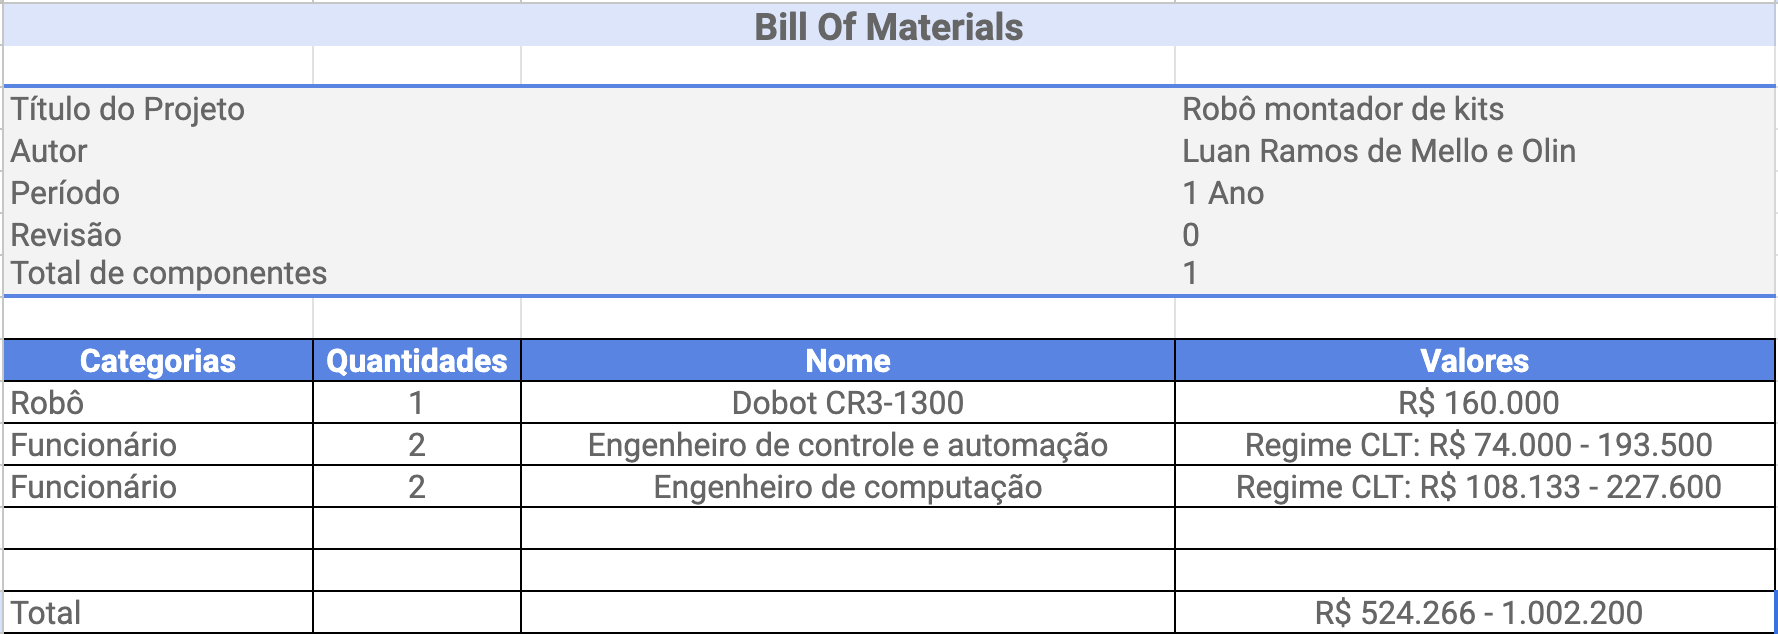 Bill Of Materials
Título do Projeto Robô montador de kits
Autor Luan Ramos de Mello e Olin
Período 1 Ano
Revisão 0
Total de componentes 1
Categorias Quantidades Nome Valores
Robô 1 Dobot CR3-1300 R$ 160.000
Funcionário 2 Engenheiro de controle e automação Regime CLT: R$ 74.000 - 193.500
Funcionário 2 Engenheiro de computação Regime CLT: R$ 108.133 - 227.600
Total R$ 524.266 - 1.002.200